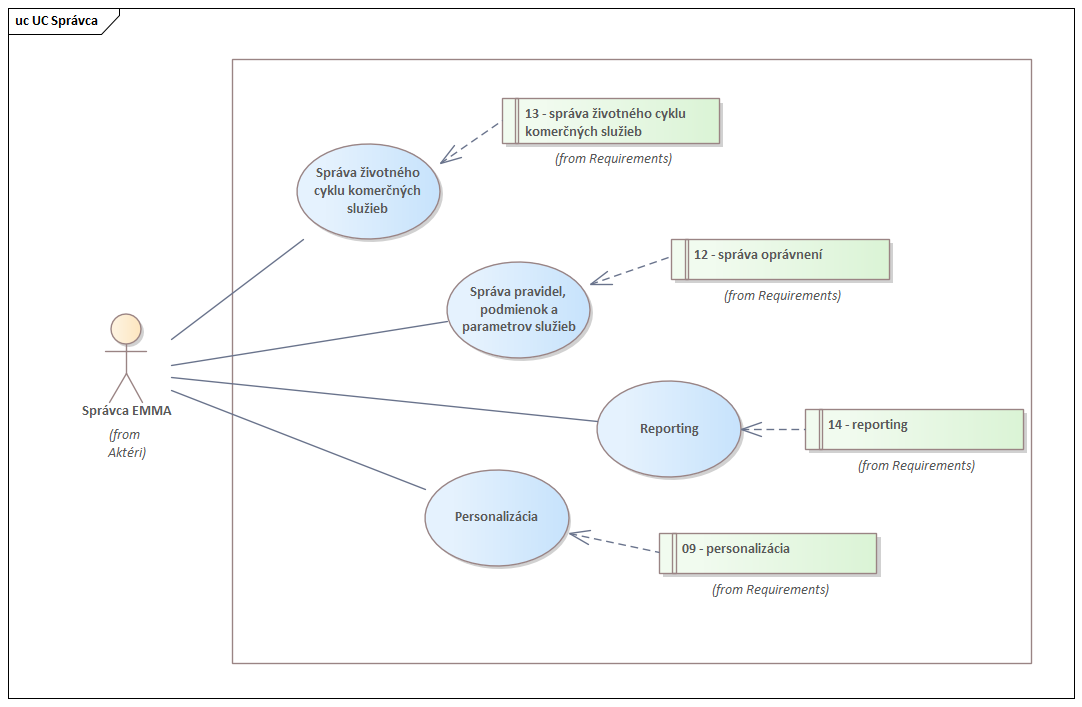 uc UC Správca
13 - správa životného cyklu
komerčných služieb
(from Requirements)
Správa životného
cyklu komerčných
služieb
12 - správa oprávnení
(from Requirements)
Správa pravidel,
podmienok a
parametrov služieb
Správca EMMA
(from
Aktéri)
Reporting
14 - reporting
(from Requirements)
Personalizácia
09 - personalizácia
(from Requirements)